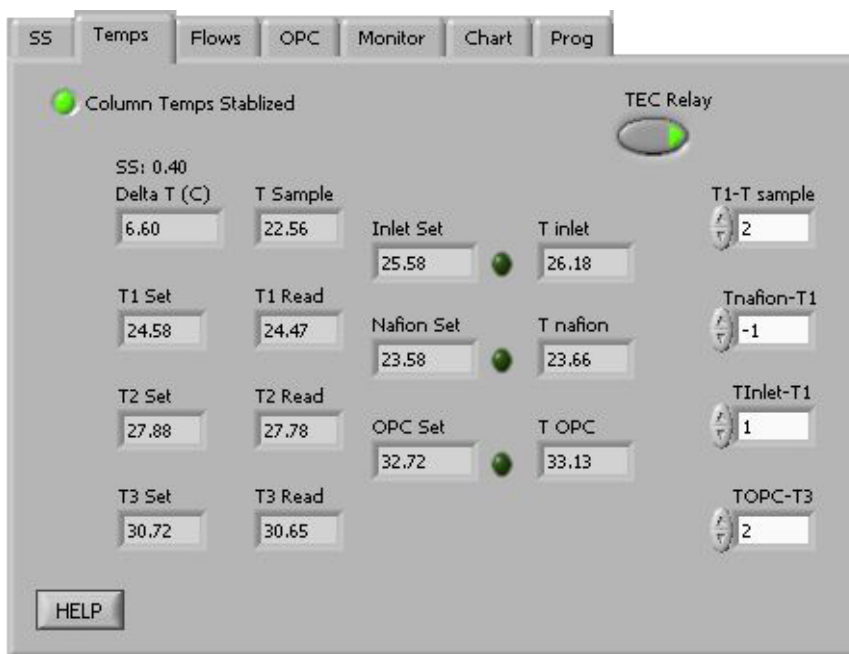 SS Temps Flows OPC Monitor Chart Prog
Column Temps Stablized
TEC Relay
SS: 0.40
Delta T (C) T Sample T1-T sample
6.60 22.56 2
Inlet Set T inlet
25.58 26.18
T1 Set T1 Read Tnafion-T1
24.58 24.47 -1
Nafion Set T nafion
23.58 23.66
T2 Set T2 Read TInlet-T1
27.88 27.78 1
OPC Set T OPC
32.72 33.13
T3 Set T3 Read TOPC-T3
30.72 30.65 2
HELP